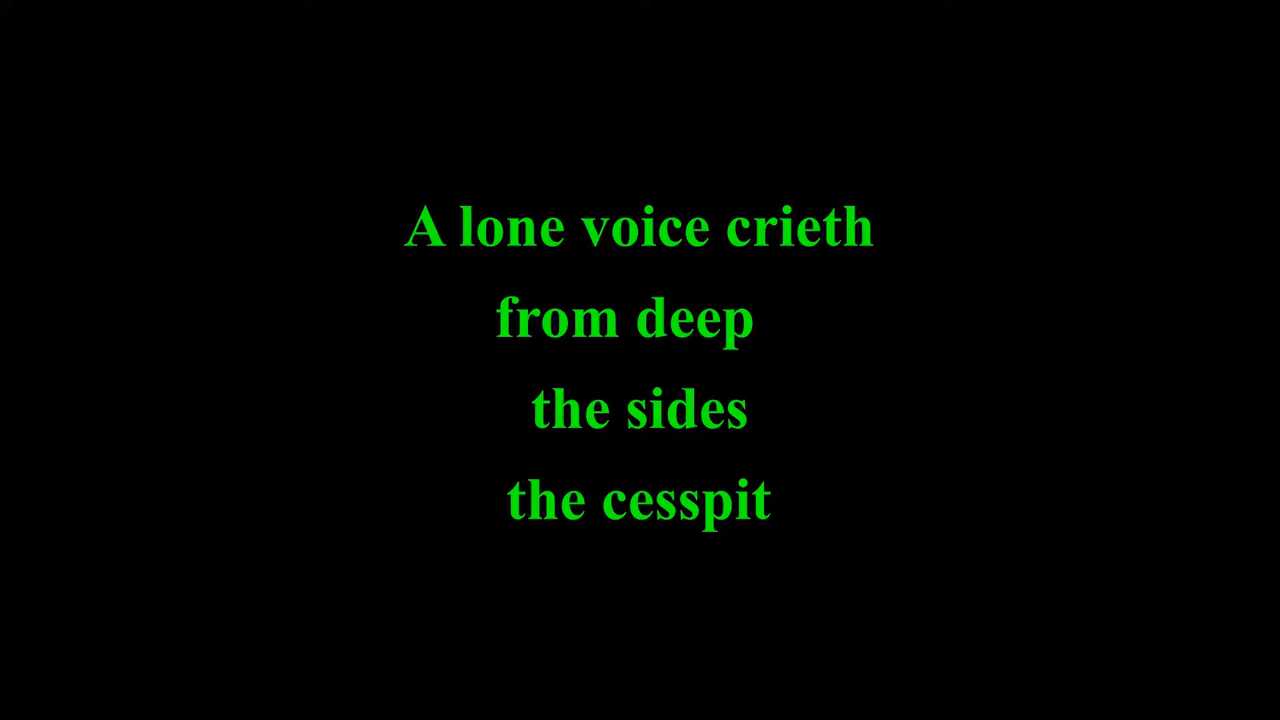 A lone voice crieth
from deep
the sides
the cesspit